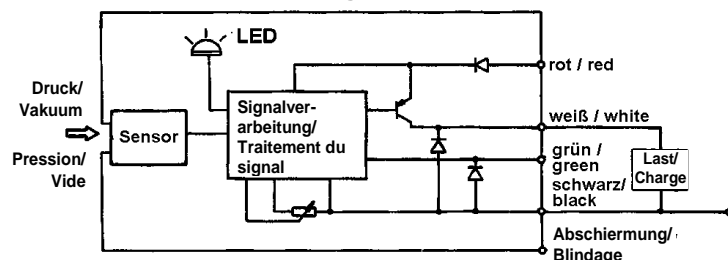 LED
rot / red
Druck/
Vakuum
Sensor
Signalver-
arbeitung/
Traitement du
signal
weiß / white
grün /
green
Last/
Charge
Pression/
Vide
schwarz/
black
Abschiermung/
Blindage